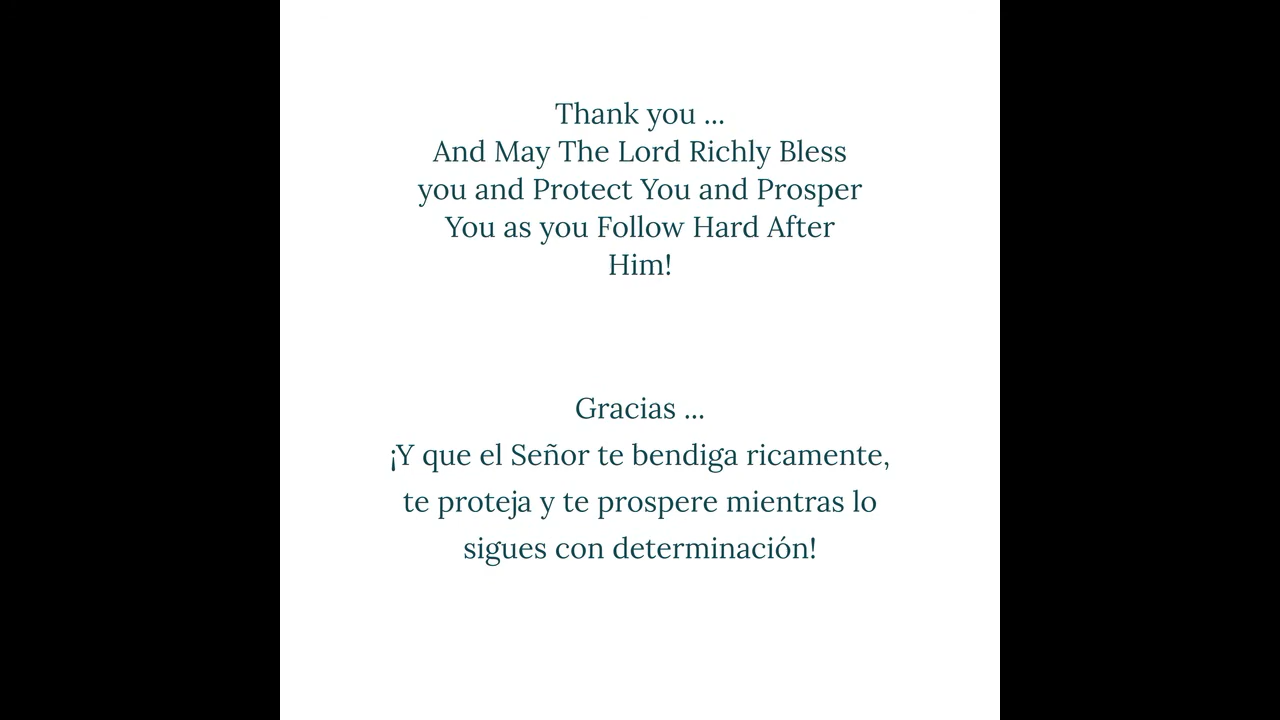 Thank you ...
And May The Lord Richly Bless
you and Protect You and Prosper
You as you Follow Hard After
Him!
Gracias ...
¡Y que el Señor te bendiga ricamente,
te proteja y te prospere mientras lo
sigues con determinación!